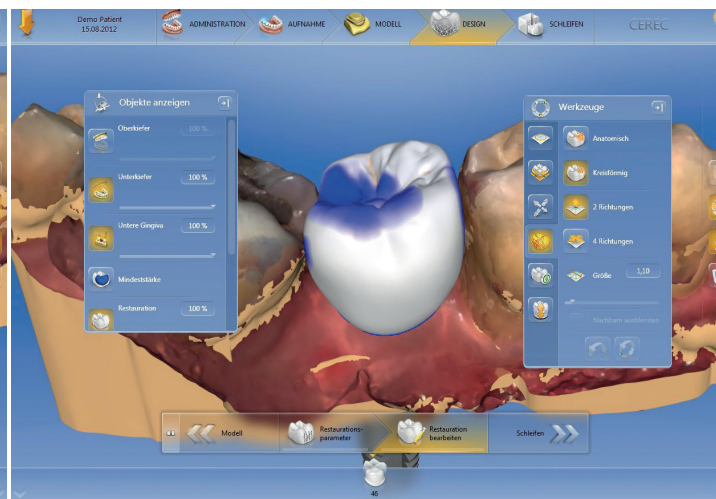 Demo Patient
15.08.2012
ADMINISTRATION
AUFNAHME
MODELL
DESIGN
SCHLEIFEN
CEREC
Objekte anzeigen
Oberkiefer 100 %
Unterkiefer 100 %
Untere Gingiva 100 %
Mindeststärke
Restauration 100 %
Werkzeuge
Anatomisch
Kreisförmig
2 Richtungen
4 Richtungen
Größe 1,10
Nachbarn ausblenden
Modell
Restaurations-
parameter
Restauration
bearbeiten
Schleifen
46